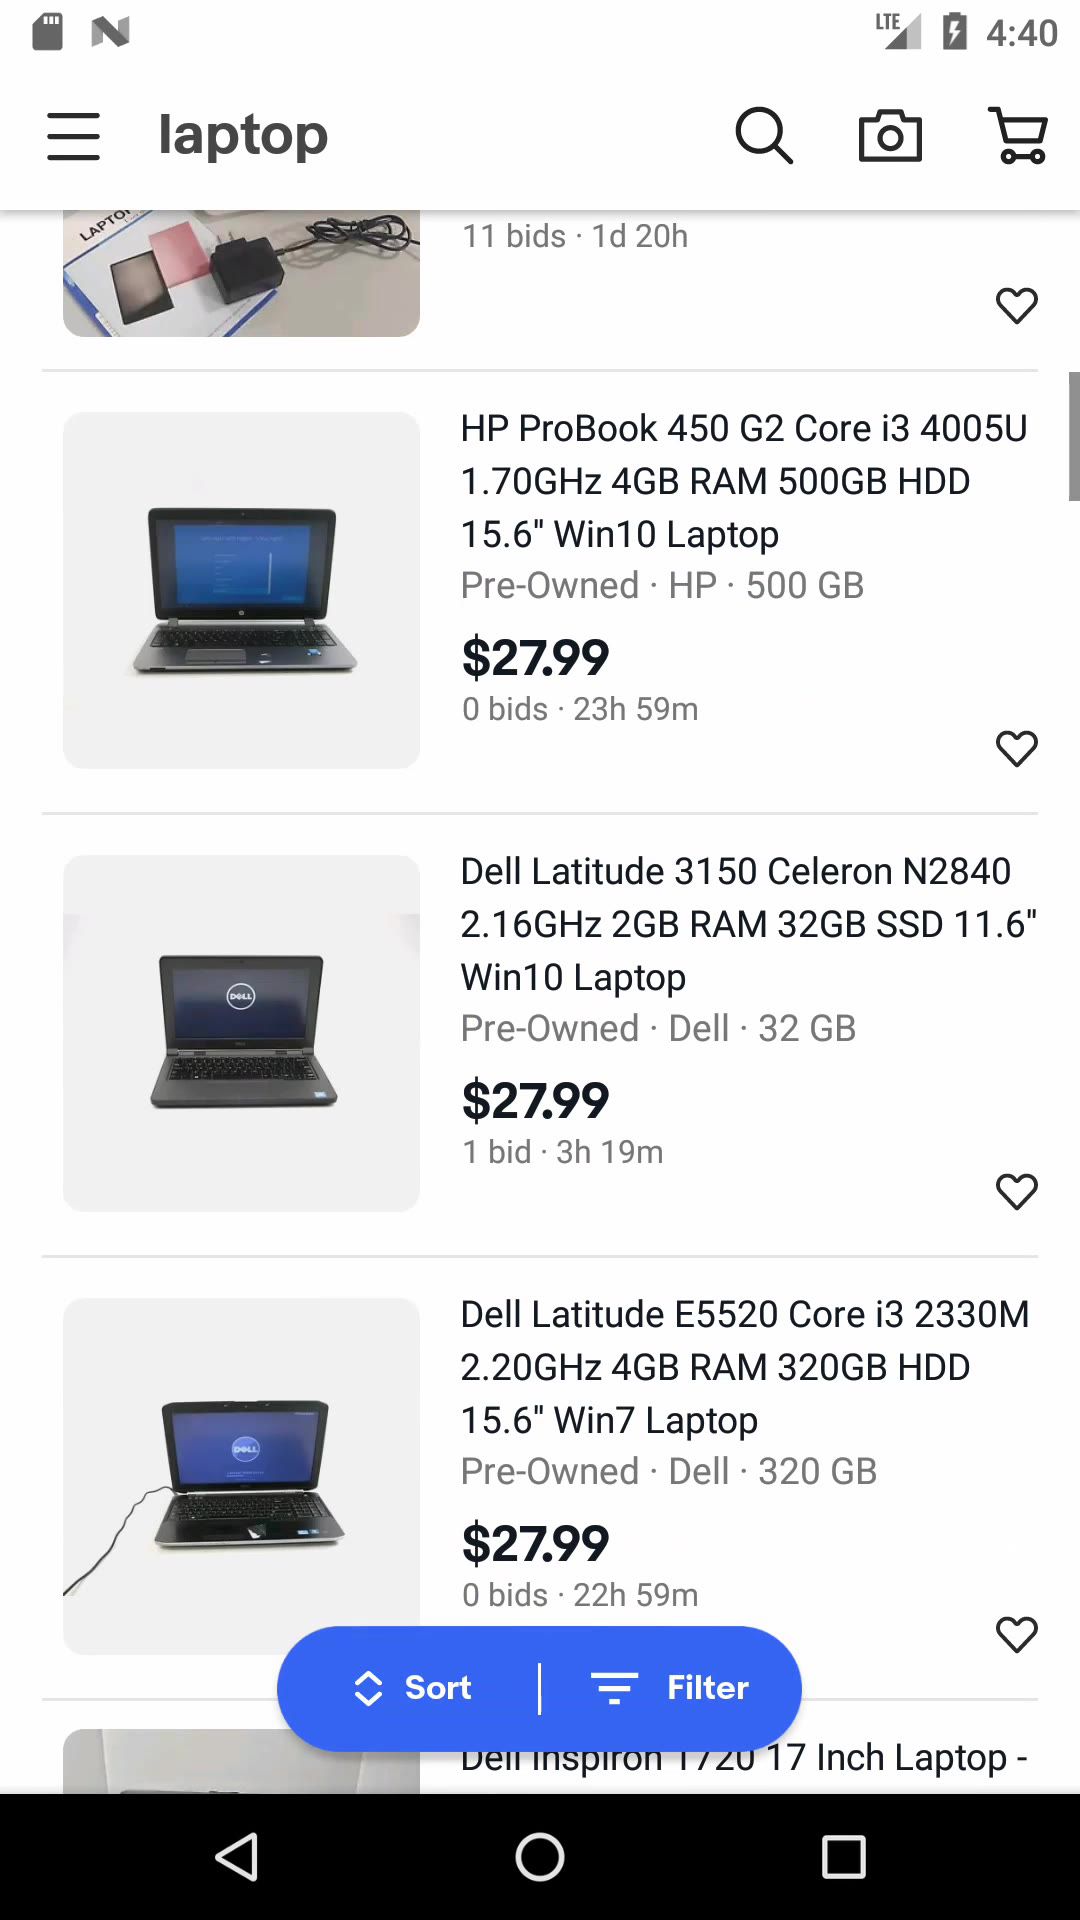 LTE 4:40
laptop
LAPTO
11 bids · 1d 20h
HP ProBook 450 G2 Core i3 4005U
1.70GHz 4GB RAM 500GB HDD
15.6" Win10 Laptop
Pre-Owned · HP · 500 GB
$27.99
0 bids · 23h 59m
Dell Latitude 3150 Celeron N2840
2.16GHz 2GB RAM 32GB SSD 11.6"
Win10 Laptop
Pre-Owned · Dell · 32 GB
$27.99
1 bid · 3h 19m
DELL
Dell Latitude E5520 Core i3 2330M
2.20GHz 4GB RAM 320GB HDD
15.6" Win7 Laptop
Pre-Owned · Dell · 320 GB
$27.99
0 bids · 22h 59m
DELL
Sort Filter
Dell Inspiron 1720 17 Inch Laptop -